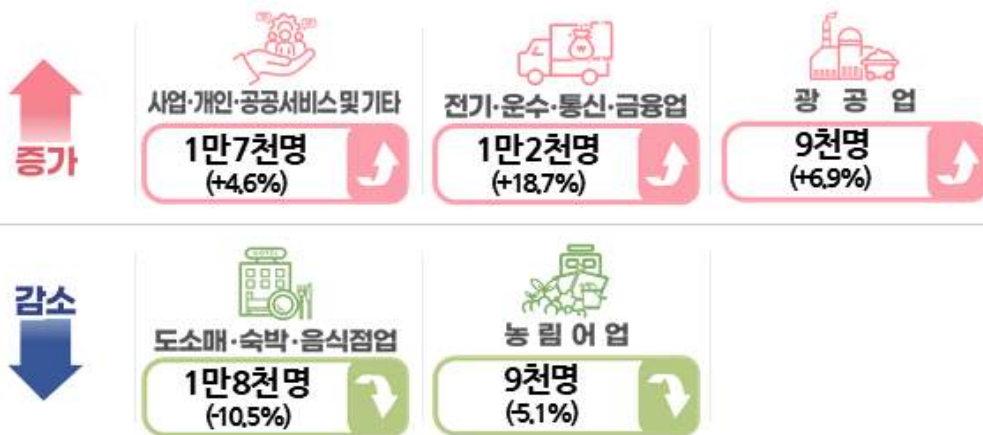 증가
사업·개인·공공서비스및기타
1만7천명
(+4.6%)
전기·운수·통신·금융업
1만2천명
(+18.7%)
광 공 업
9천명
(+6.9%)
감소
HOTEL
도소매·숙박·음식점업
1만8천명
(-10.5%)
농 림 어 업
9천명
(-5.1%)